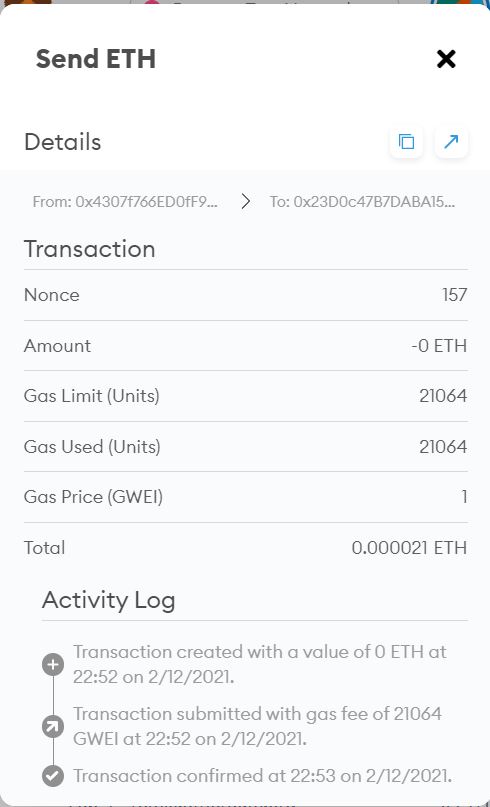 Send ETH
Details
From: 0x4307f766ED0fF9... > To: 0x23D0c47B7DABA15...
Transaction
Nonce 157
Amount -0 ETH
Gas Limit (Units) 21064
Gas Used (Units) 21064
Gas Price (GWEI) 1
Total 0.000021 ETH
Activity Log
Transaction created with a value of 0 ETH at
22:52 on 2/12/2021.
Transaction submitted with gas fee of 21064
GWEI at 22:52 on 2/12/2021.
Transaction confirmed at 22:53 on 2/12/2021.